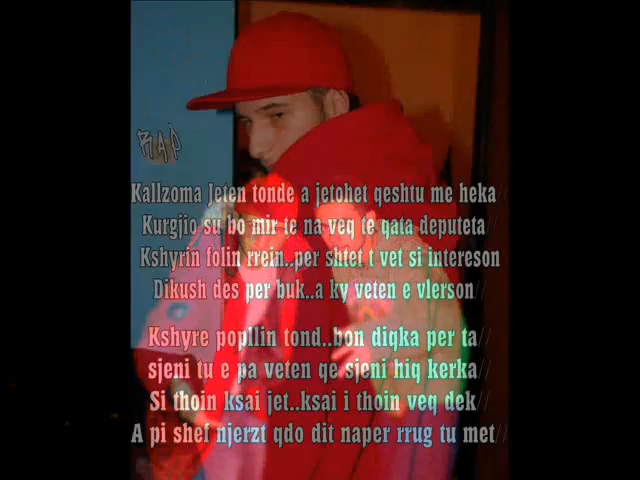 RAP
Kallzoma Jeten tonde a jetohet qeshtu me heka//
Kurgjio su bo mir te na veq te qata deputeta//
Kshyrin folin rrein..per shtet t vet si intereson
Dikush des per buk..a ky veten e vlerson//
Kshyre popllin tond..bon diqka per ta//
sjeni tu e pa veten qe sjeni hiq kerka//
Si thoin ksai jet..ksai i thoin veq dek//
A pi shef njerzt qdo dit naper rrug tu met//